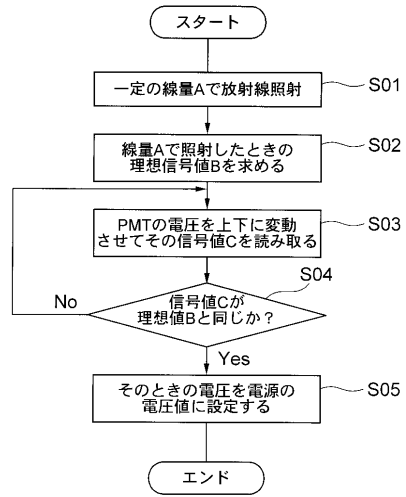 スタート
一定の線量Aで放射線照射
S01
線量Aで照射したときの
理想信号値Bを求める
S02
PMTの電圧を上下に変動
させてその信号値Cを読み取る
S03
信号値Cが
理想値Bと同じか?
S04
No
Yes
そのときの電圧を電源の
電圧値に設定する
S05
エンド